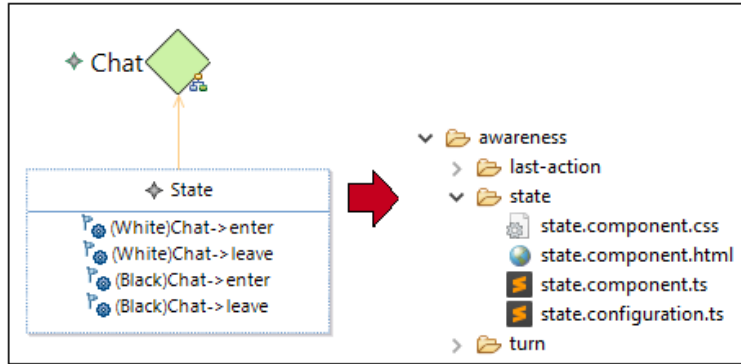 Chat
State
(White)Chat->enter
(White)Chat->leave
(Black)Chat->enter
(Black)Chat->leave
awareness
last-action
state
state.component.css
state.component.html
state.component.ts
state.configuration.ts
turn